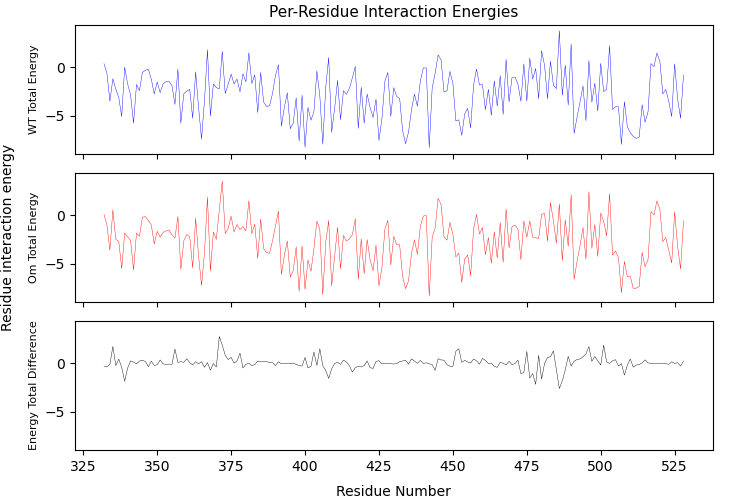 Per-Residue Interaction Energies
WT Total Energy
0
−5
Residue interaction energy
Om Total Energy
0
−5
Energy Total Difference
0
−5
325 350 375 400 425 450 475 500 525
Residue Number